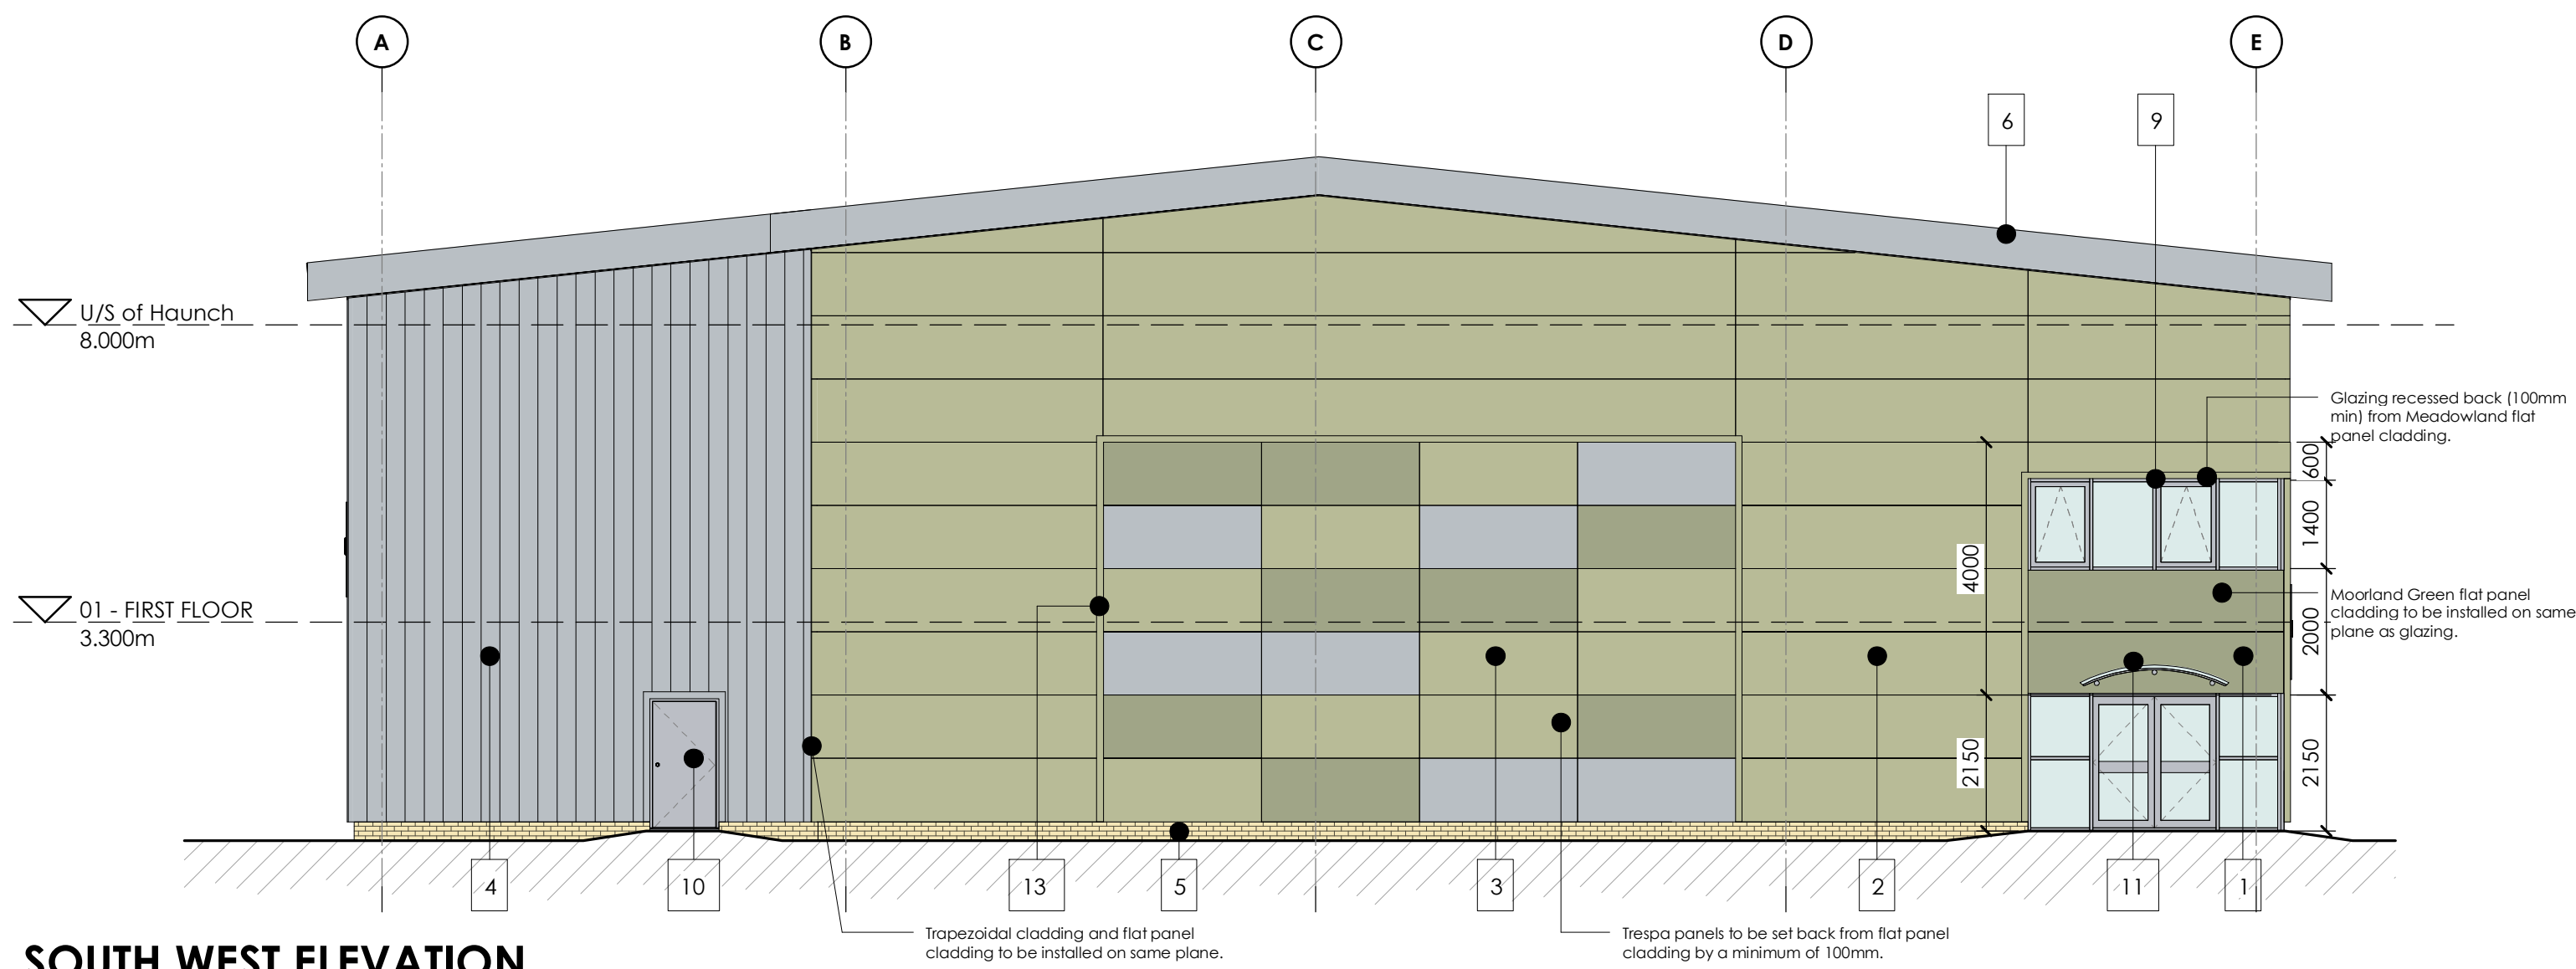 A
B
C
D
E
6
9
U/S of Haunch
8.000m
Glazing recessed back (100mm
min) from Meadowland flat
panel cladding.
600
1400
4000
01 - FIRST FLOOR
3.300m
Moorland Green flat panel
cladding to be installed on same
plane as glazing.
2000
2150
2150
4
10
13
5
3
2
11
1
Trapezoidal cladding and flat panel
cladding to be installed on same plane.
Trespa panels to be set back from flat panel
cladding by a minimum of 100mm.
SOUTH WEST ELEVATION